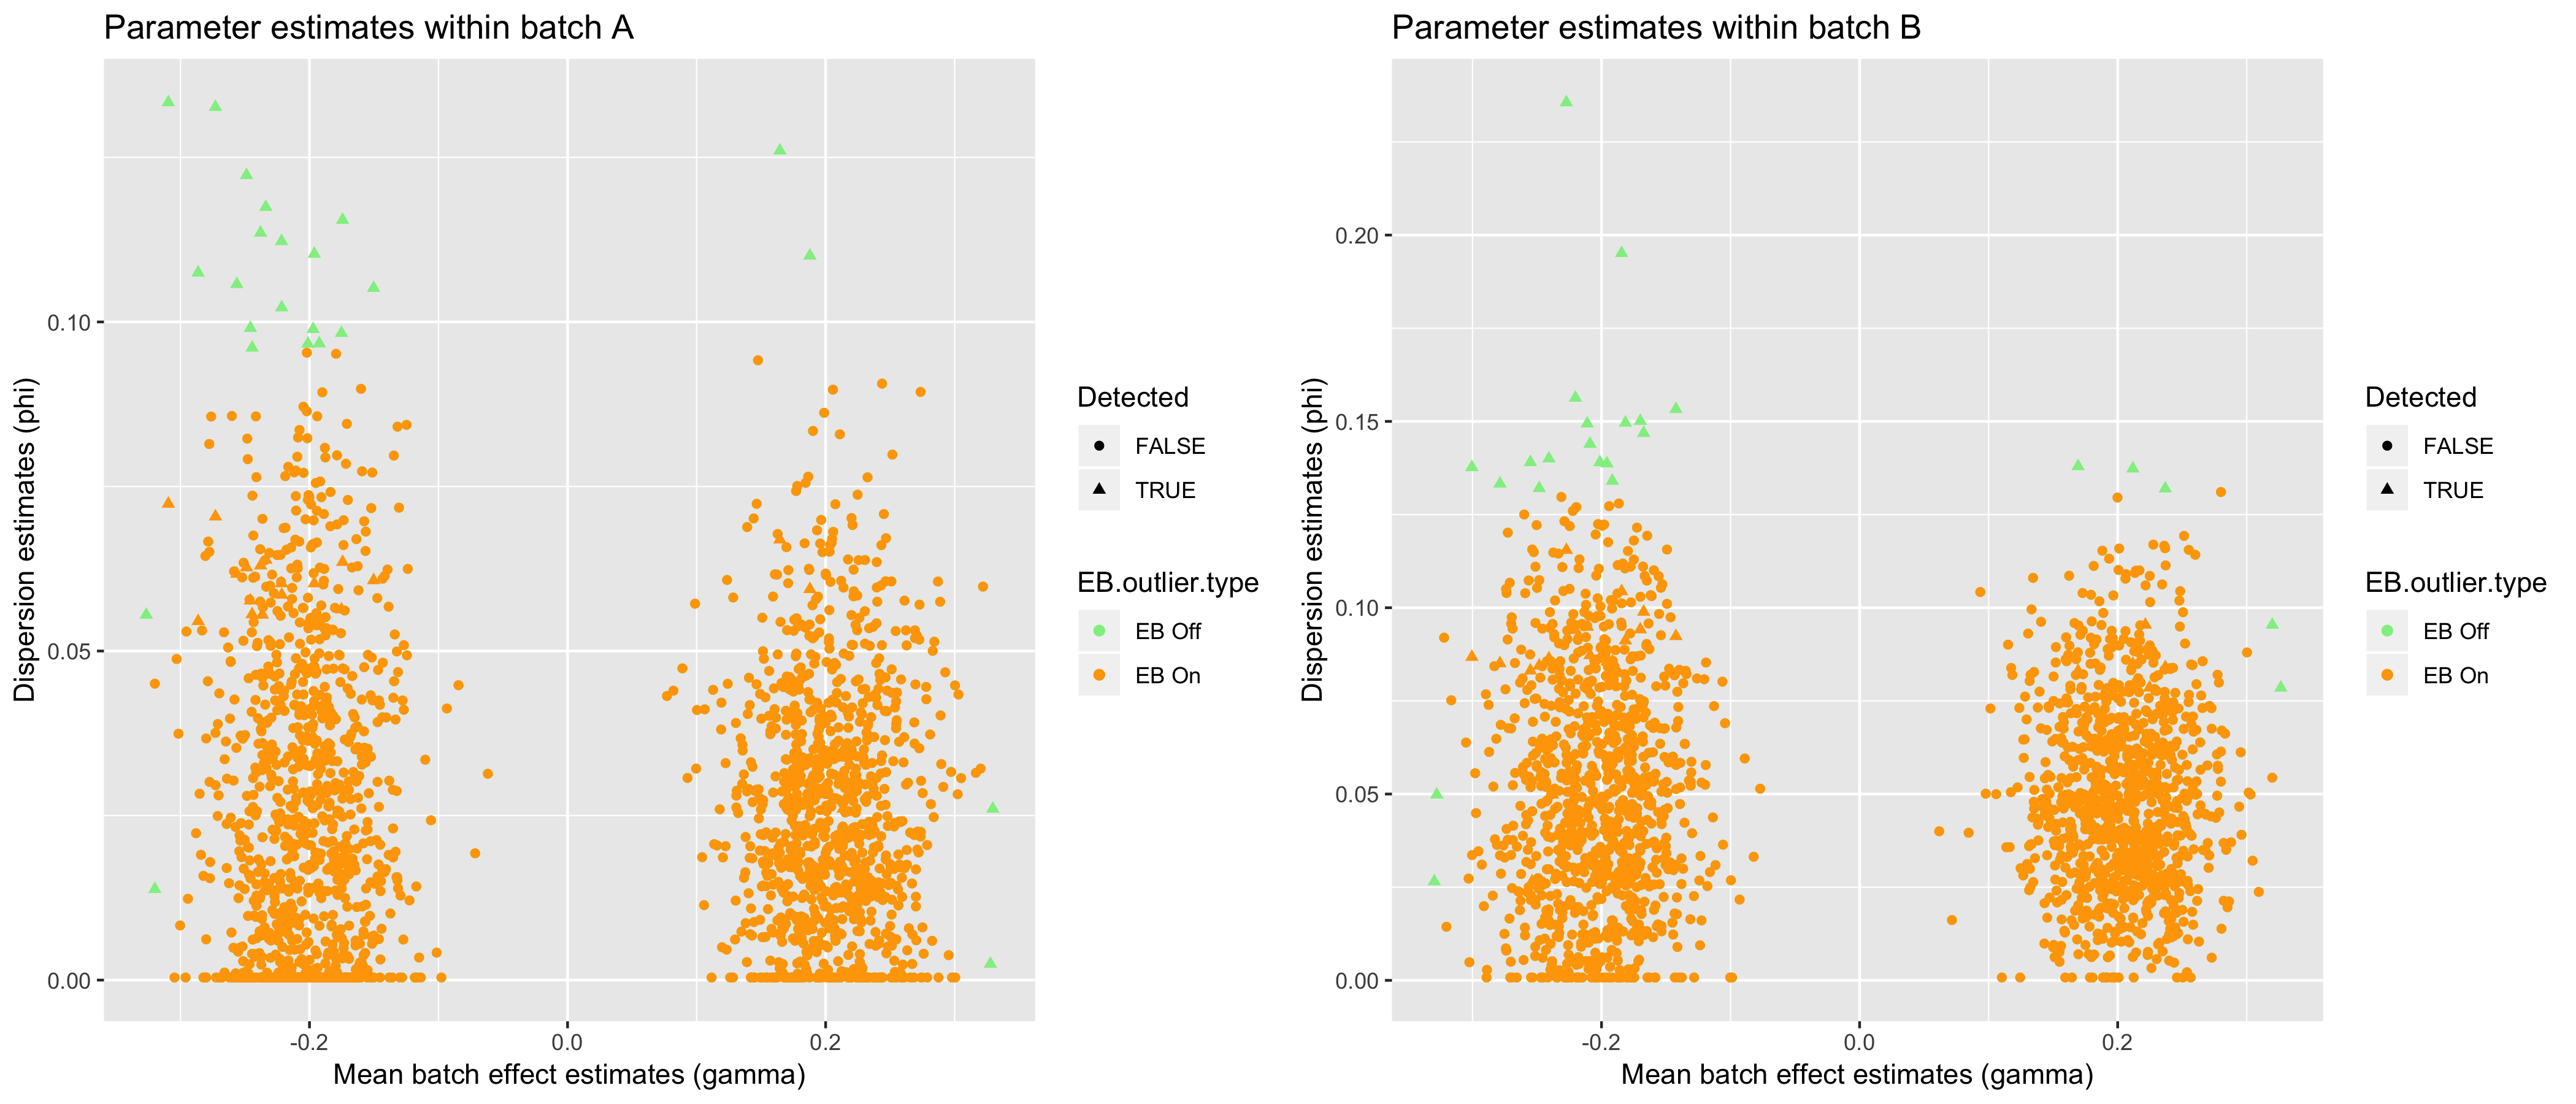 Parameter estimates within batch A
Dispersion estimates (phi)
0.10
0.05
0.00
-0.2
0.0
0.2
Mean batch effect estimates (gamma)
Detected
FALSE
TRUE
EB.outlier.type
EB Off
EB On
Parameter estimates within batch B
Dispersion estimates (phi)
0.20
0.15
0.10
0.05
0.00
-0.2
0.0
0.2
Mean batch effect estimates (gamma)
Detected
FALSE
TRUE
EB.outlier.type
EB Off
EB On